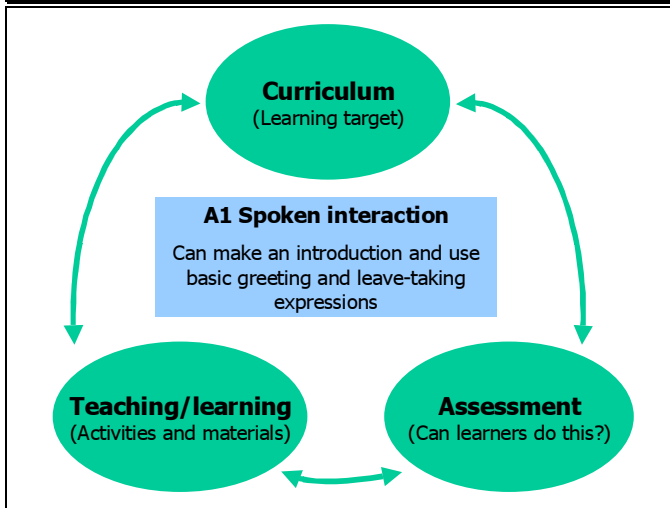 Curriculum
(Learning target)
A1 Spoken interaction
Can make an introduction and use
basic greeting and leave-taking
expressions
Teaching/learning
(Activities and materials)
Assessment
(Can learners do this?)